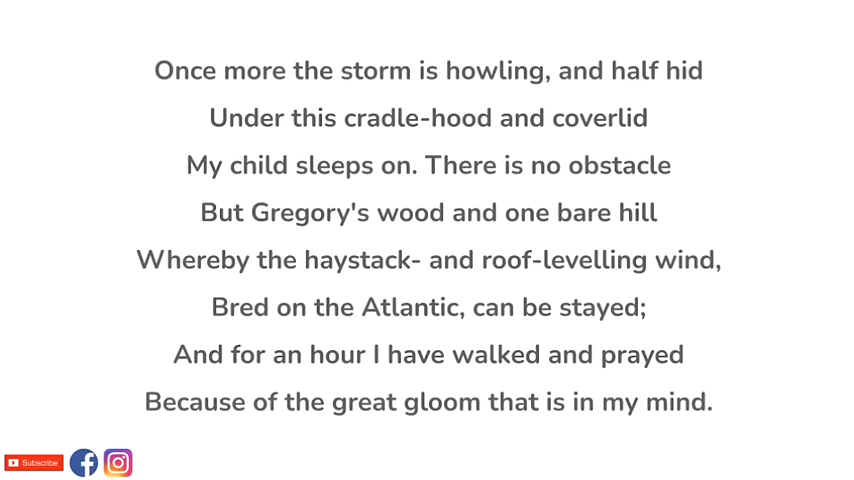 Once more the storm is howling, and half hid
Under this cradle-hood and coverlid
My child sleeps on. There is no obstacle
But Gregory's wood and one bare hill
Whereby the haystack- and roof-levelling wind,
Bred on the Atlantic, can be stayed;
And for an hour I have walked and prayed
Because of the great gloom that is in my mind.
Subscribe